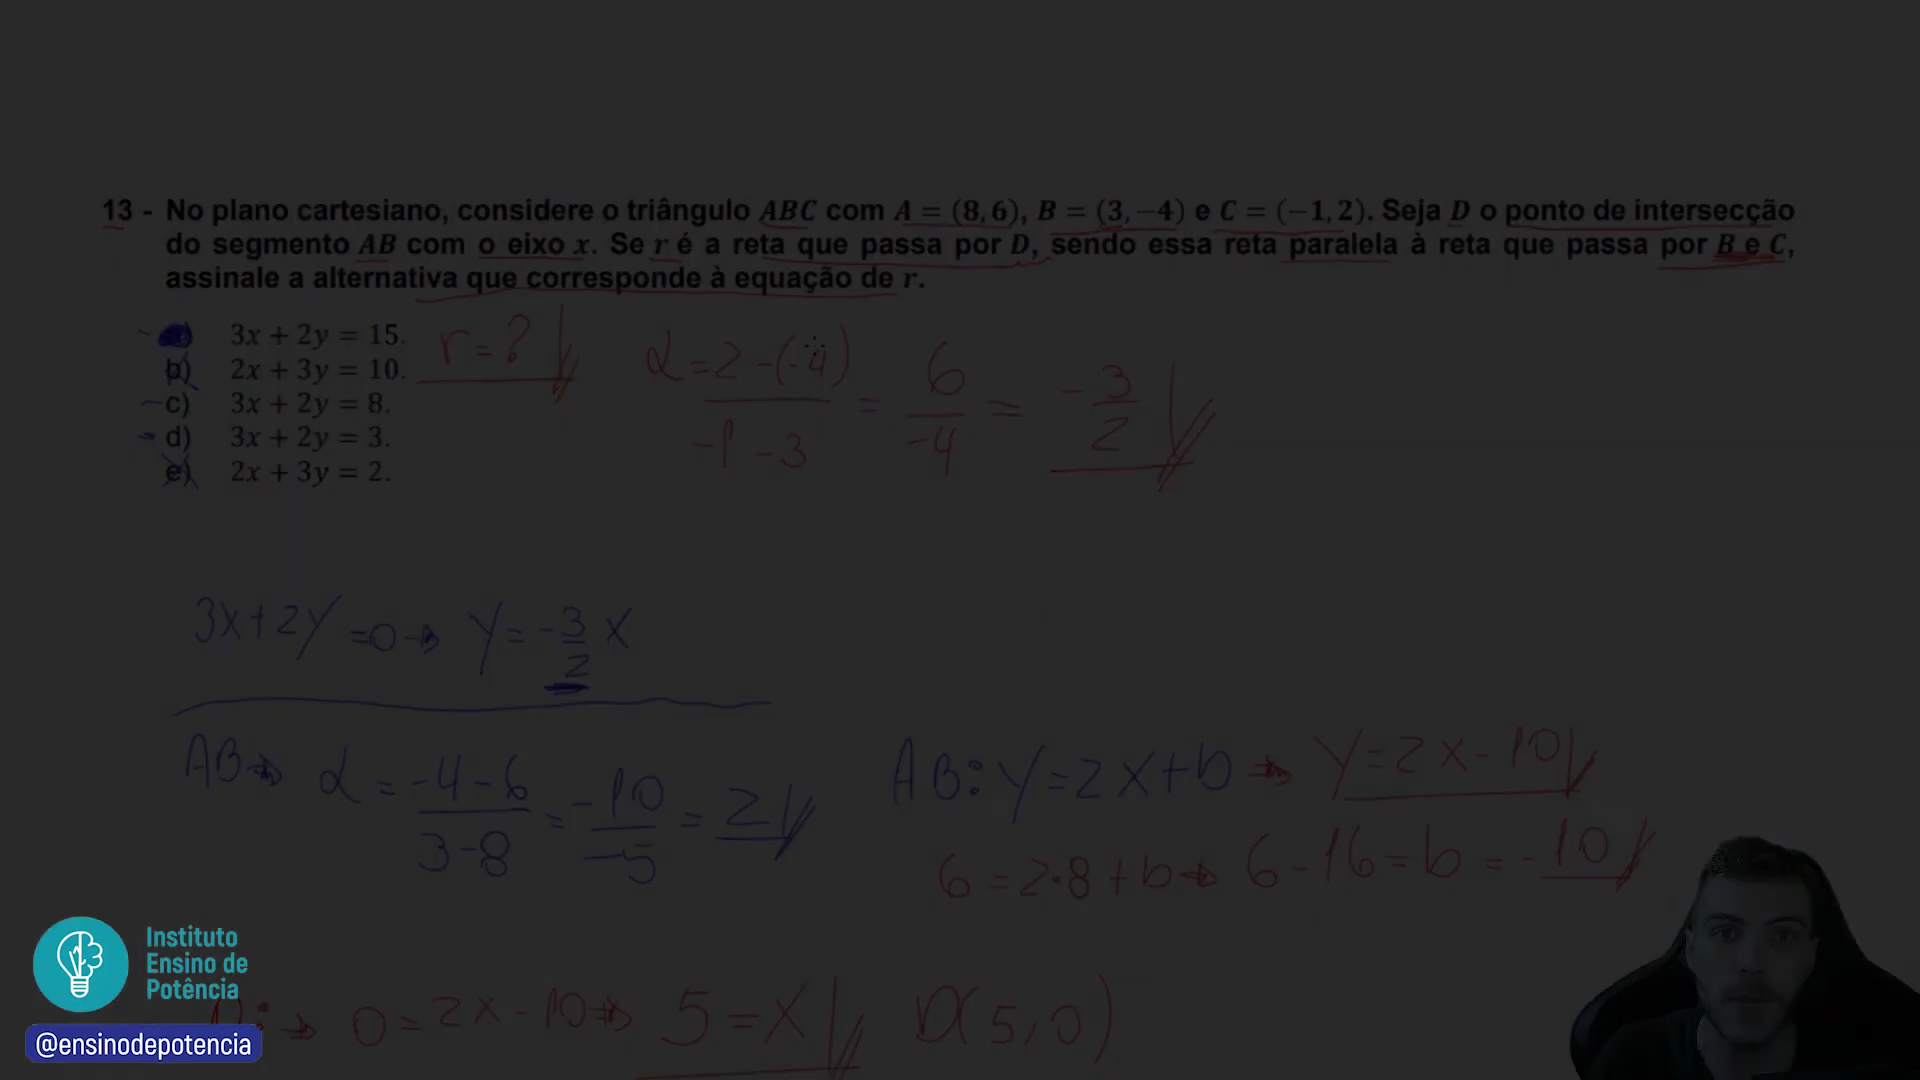 13 - No plano cartesiano, considere o triângulo ABC com A = (8, 6), B = (3, −4) e C = (−1, 2). Seja D o ponto de intersecção
do segmento AB com o eixo x. Se r é a reta que passa por D, sendo essa reta paralela à reta que passa por B e C,
assinale a alternativa que corresponde à equação de r.
3x + 2y = 15.
b) 2x + 3y = 10.
c) 3x + 2y = 8.
d) 3x + 2y = 3.
e) 2x + 3y = 2.
r = ?
α = 2 - (-4) / -1 - 3 = 6 / -4 = -3/2
3x + 2y = 0 → y = -3/2 x
AB → α = -4 - 6 / 3 - 8 = -10 / -5 = 2
AB: y = 2x + b → y = 2x - 10
6 = 2·8 + b → 6 - 16 = b = -10
D: → 0 = 2x - 10 → 5 = x D(5, 0)
Instituto
Ensino de
Potência
@ensinodepotencia